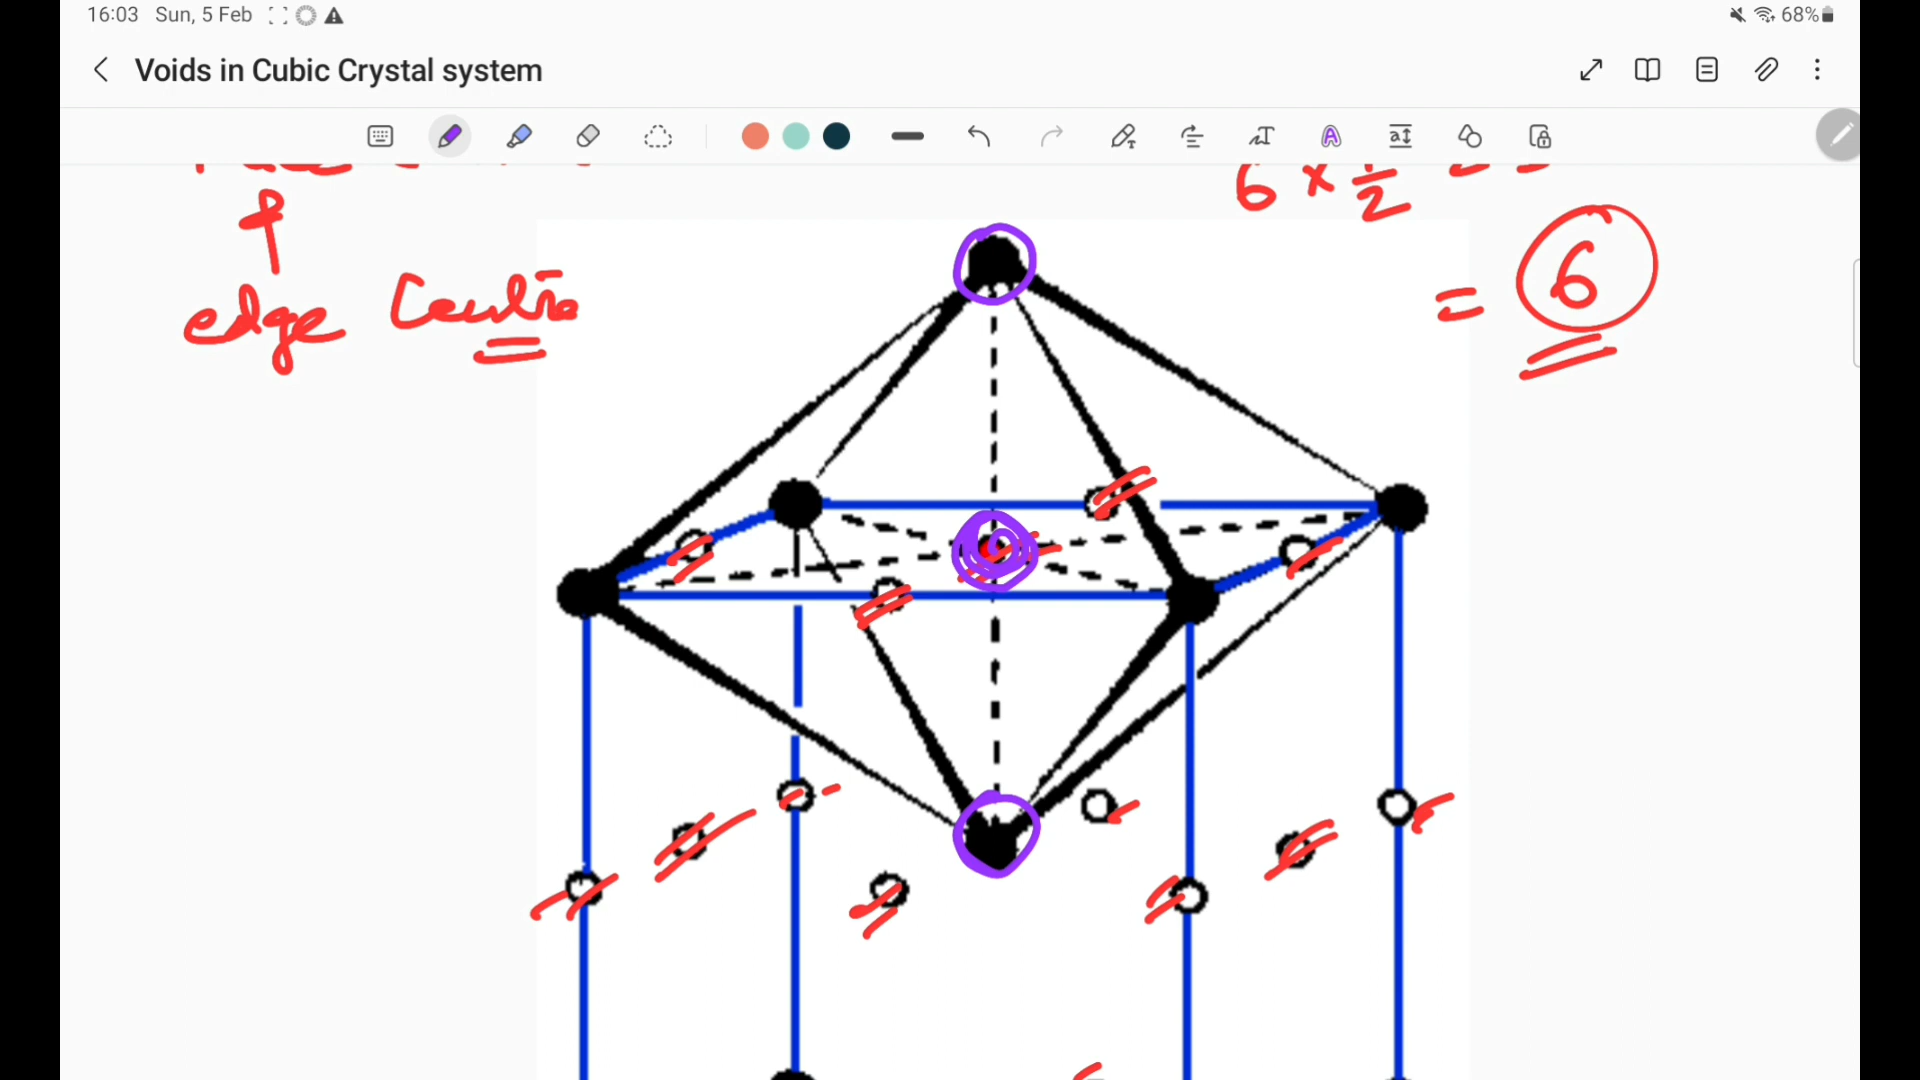 16:03 Sun, 5 Feb
68%
Voids in Cubic Crystal system
6 × 1/2
edge Centre
= 6